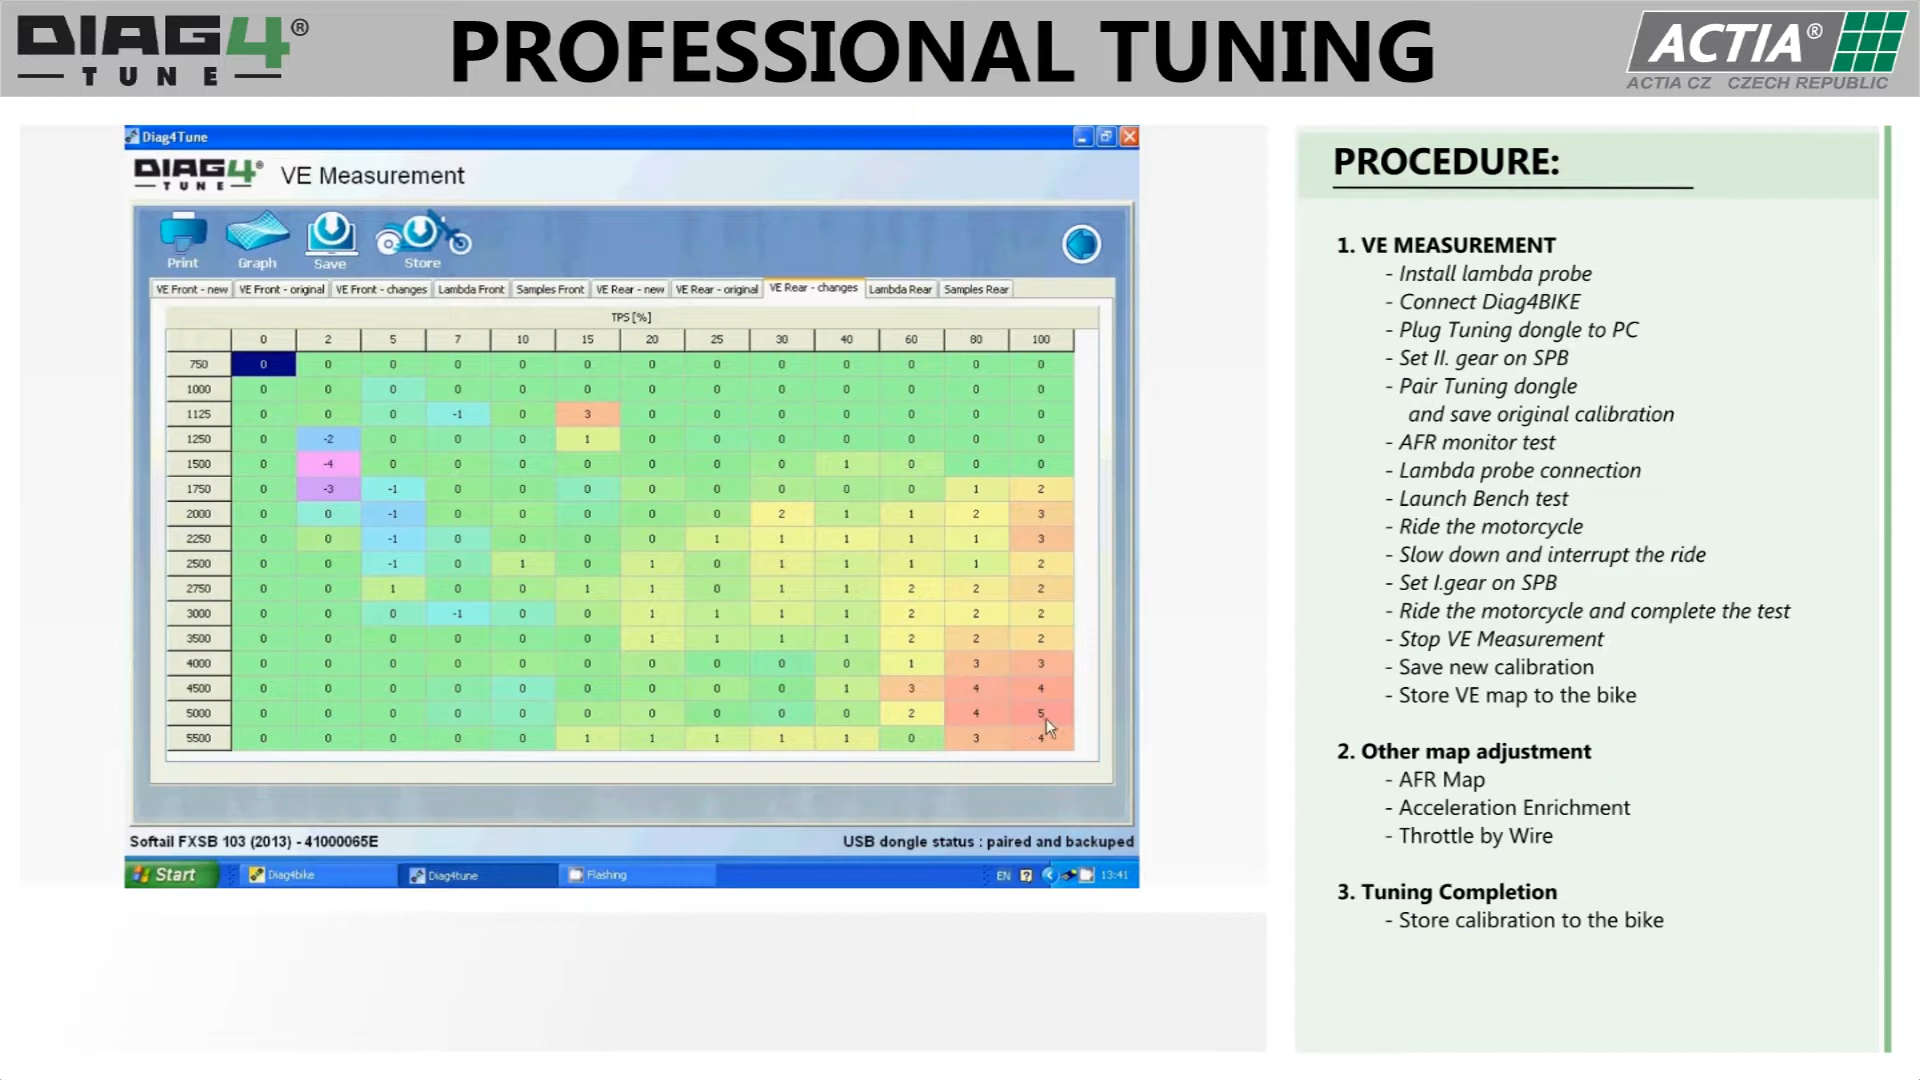 DIAG4®
TUNE
PROFESSIONAL TUNING
ACTIA®
ACTIA CZ CZECH REPUBLIC
Diag4Tune
DIAG4®
TUNE
VE Measurement
Print Graph Save Store
VE Front - new VE Front - original VE Front - changes Lambda Front Samples Front VE Rear - new VE Rear - original VE Rear - changes Lambda Rear Samples Rear
TPS [%]
0 2 5 7 10 15 20 25 30 40 60 80 100
750 0 0 0 0 0 0 0 0 0 0 0 0 0
1000 0 0 0 0 0 0 0 0 0 0 0 0 0
1125 0 0 0 -1 0 3 0 0 0 0 0 0 0
1250 0 -2 0 0 0 1 0 0 0 0 0 0 0
1500 0 -4 0 0 0 0 0 0 0 1 0 0 0
1750 0 -3 -1 0 0 0 0 0 0 0 0 1 2
2000 0 0 -1 0 0 0 0 0 2 1 1 2 3
2250 0 0 -1 0 0 0 0 1 1 1 1 1 3
2500 0 0 -1 0 1 0 1 0 1 1 1 1 2
2750 0 0 1 0 0 1 1 0 1 1 2 2 2
3000 0 0 0 -1 0 0 1 1 1 1 2 2 2
3500 0 0 0 0 0 0 1 1 1 1 2 2 2
4000 0 0 0 0 0 0 0 0 0 0 1 3 3
4500 0 0 0 0 0 0 0 0 0 1 3 4 4
5000 0 0 0 0 0 0 0 0 0 0 2 4 5
5500 0 0 0 0 0 1 1 1 1 1 0 3 4
Softail FXSB 103 (2013) - 41000065E
USB dongle status : paired and backuped
Start Diag4bike Diag4tune Flashing EN 13:41
PROCEDURE:
1. VE MEASUREMENT
- Install lambda probe
- Connect Diag4BIKE
- Plug Tuning dongle to PC
- Set II. gear on SPB
- Pair Tuning dongle
and save original calibration
- AFR monitor test
- Lambda probe connection
- Launch Bench test
- Ride the motorcycle
- Slow down and interrupt the ride
- Set I.gear on SPB
- Ride the motorcycle and complete the test
- Stop VE Measurement
- Save new calibration
- Store VE map to the bike
2. Other map adjustment
- AFR Map
- Acceleration Enrichment
- Throttle by Wire
3. Tuning Completion
- Store calibration to the bike